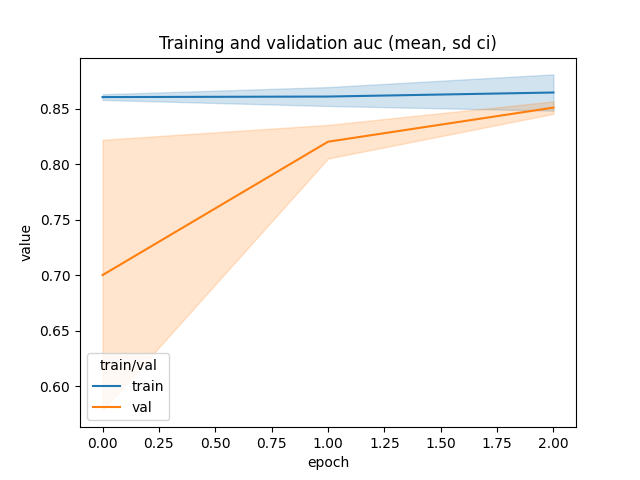 Training and validation auc (mean, sd ci)
value
0.85
0.80
0.75
0.70
0.65
0.60
train/val
train
val
0.00 0.25 0.50 0.75 1.00 1.25 1.50 1.75 2.00
epoch